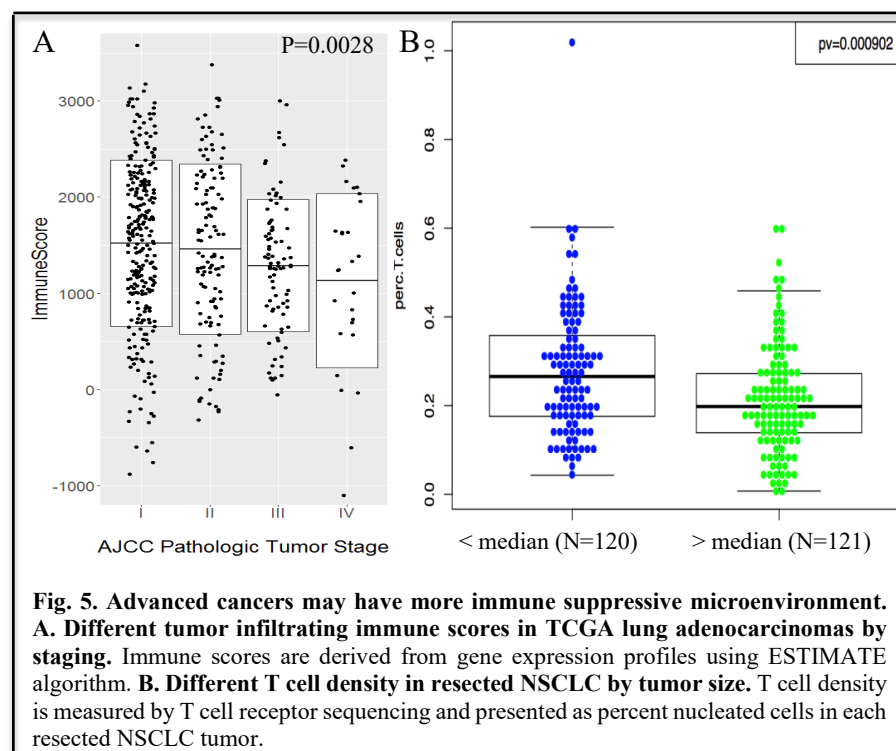 A
P=0.0028
ImmuneScore
3000
2000
1000
0
-1000
I
II
III
IV
AJCC Pathologic Tumor Stage
B
pv=0.000902
perc.T.cells
1.0
0.8
0.6
0.4
0.2
0.0
< median (N=120)
> median (N=121)
Fig. 5. Advanced cancers may have more immune suppressive microenvironment.
A. Different tumor infiltrating immune scores in TCGA lung adenocarcinomas by
staging. Immune scores are derived from gene expression profiles using ESTIMATE
algorithm. B. Different T cell density in resected NSCLC by tumor size. T cell density
is measured by T cell receptor sequencing and presented as percent nucleated cells in each
resected NSCLC tumor.